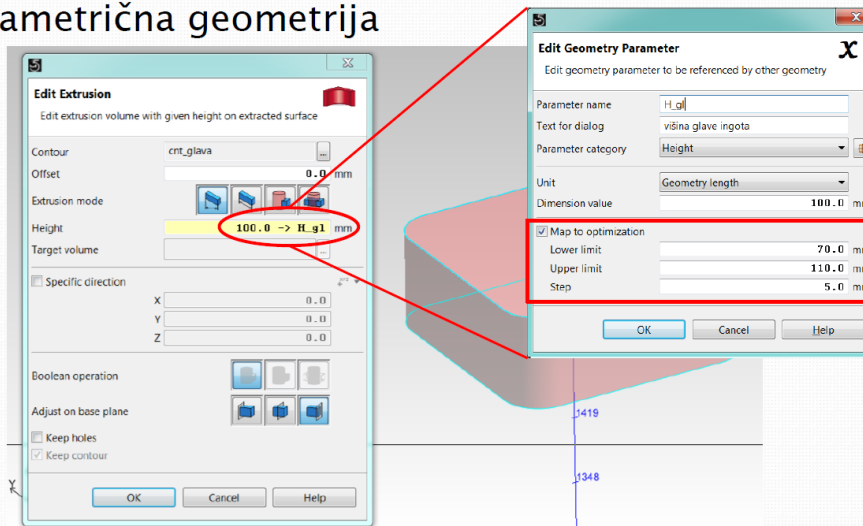 ametrična geometrija
Edit Extrusion
Edit extrusion volume with given height on extracted surface
Contour cnt_glava ...
Offset 0.0 mm
Extrusion mode
Height 100.0 -> H_gl mm
Target volume ...
Specific direction
X 0.0
Y 0.0
Z 0.0
Boolean operation
Adjust on base plane
Keep holes
Keep contour
OK Cancel Help
Edit Geometry Parameter
x
Edit geometry parameter to be referenced by other geometry
Parameter name H_gl
Text for dialog višina glave ingota
Parameter category Height
Unit Geometry length
Dimension value 100.0 m
Map to optimization
Lower limit 70.0 m
Upper limit 110.0 m
Step 5.0 m
OK Cancel Help
1419
1348
Y